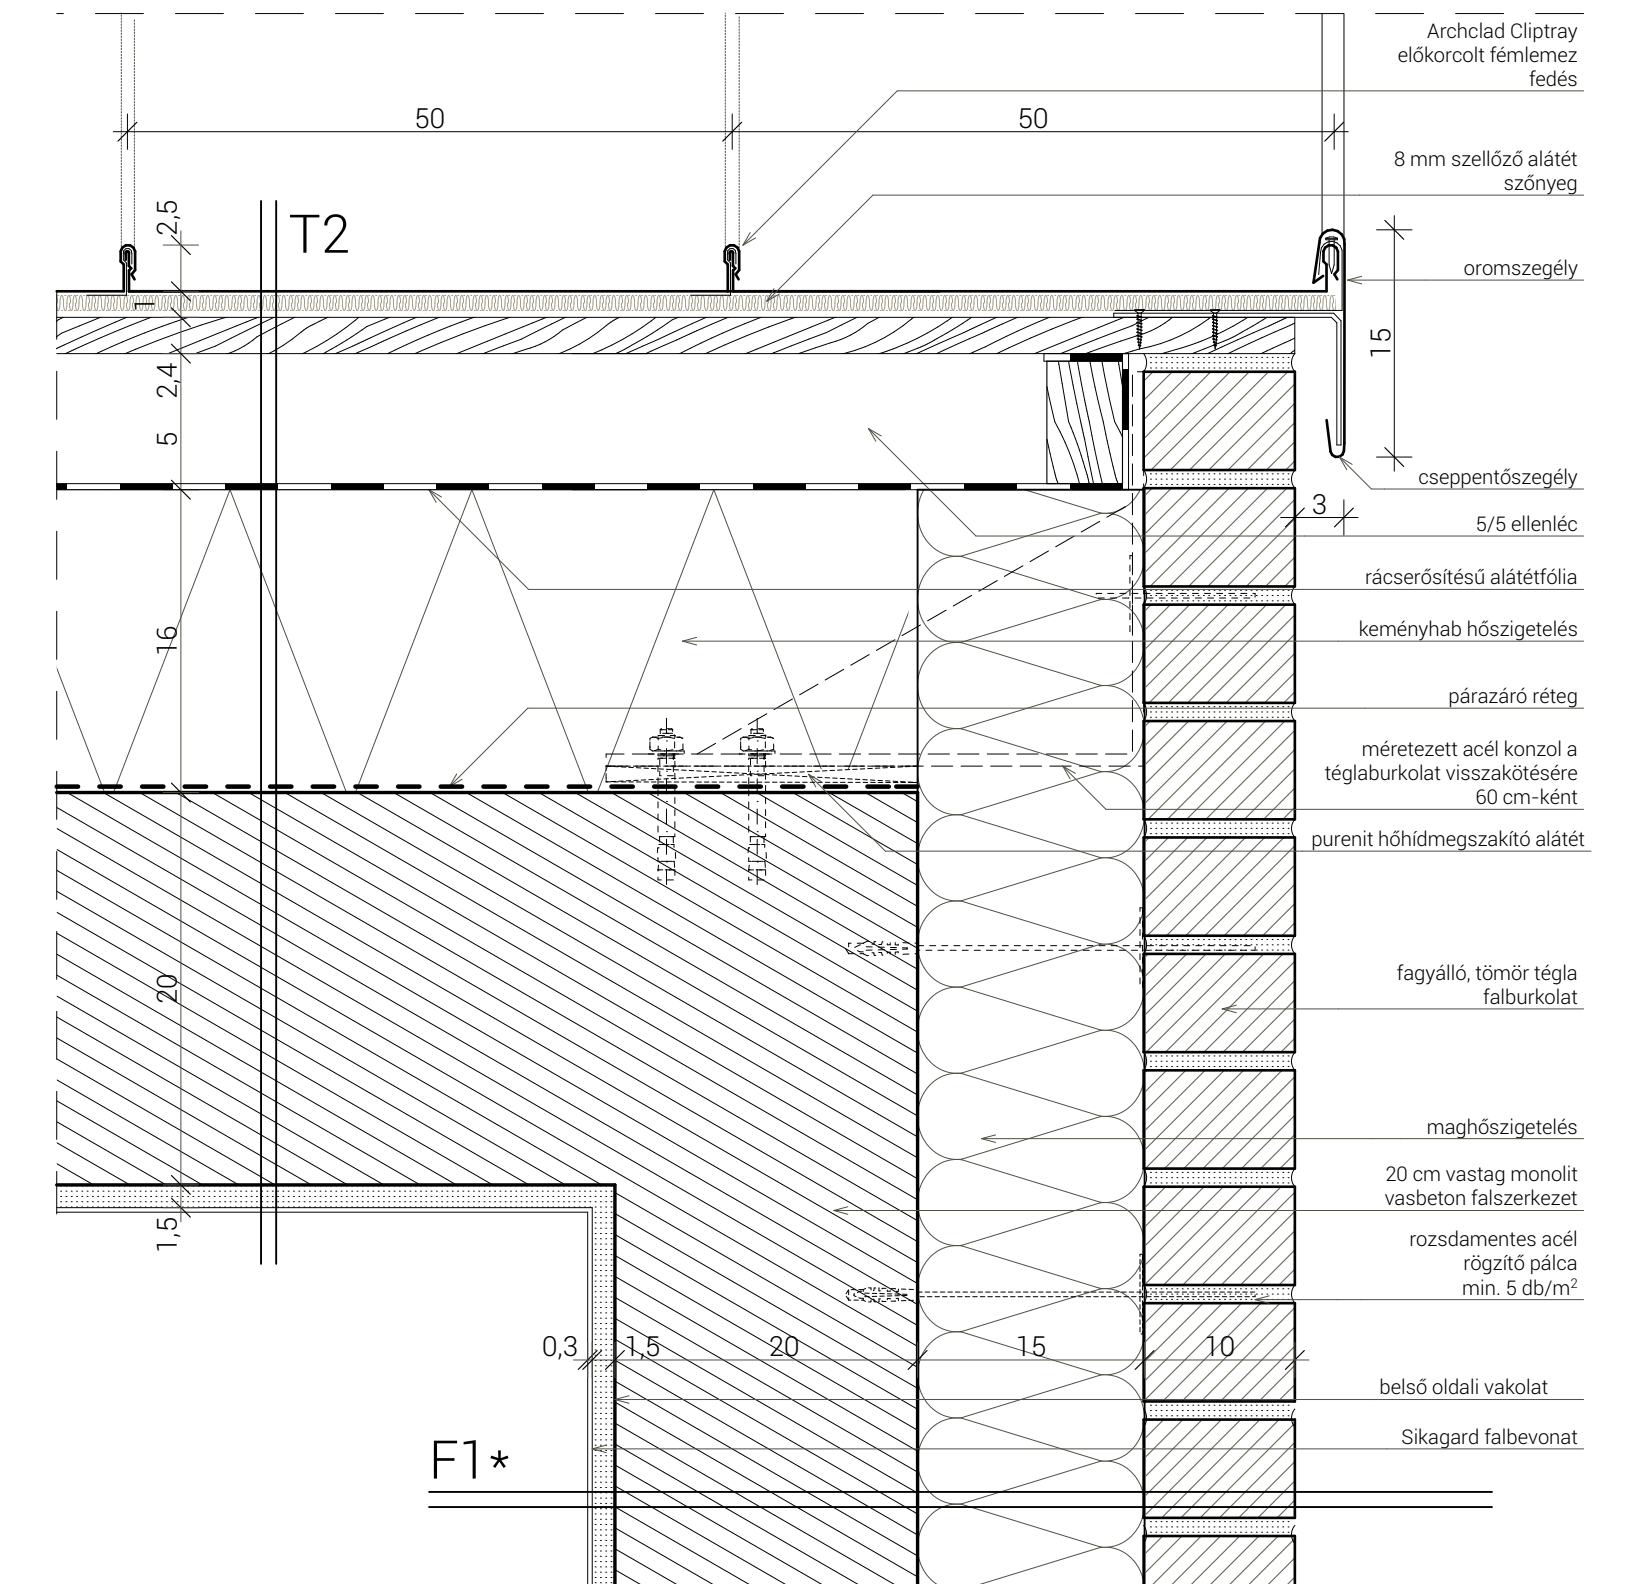 Archclad Cliptray
előkorcolt fémlemez
fedés
50
50
8 mm szellőző alátét
szőnyeg
2,5
T2
oromszegély
1
15
2,4
5
cseppentőszegély
3
5/5 ellenléc
rácserősítésű alátétfólia
16
keményhab hőszigetelés
párazáró réteg
méretezett acél konzol a
téglaburkolat visszakötésére
60 cm-ként
purenit hőhídmegszakító alátét
20
fagyálló, tömör tégla
falburkolat
maghőszigetelés
20 cm vastag monolit
vasbeton falszerkezet
1,5
rozsdamentes acél
rögzítő pálca
min. 5 db/m²
0,3
1,5
20
15
10
belső oldali vakolat
Sikagard falbevonat
F1*